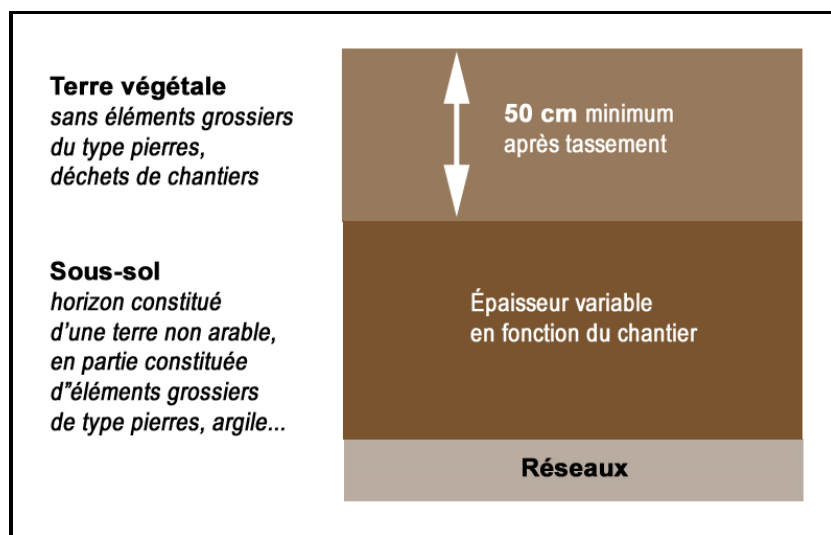 Terre végétale
sans éléments grossiers
du type pierres,
déchets de chantiers
50 cm minimum
après tassement
Sous-sol
horizon constitué
d'une terre non arable,
en partie constituée
d"éléments grossiers
de type pierres, argile...
Épaisseur variable
en fonction du chantier
Réseaux